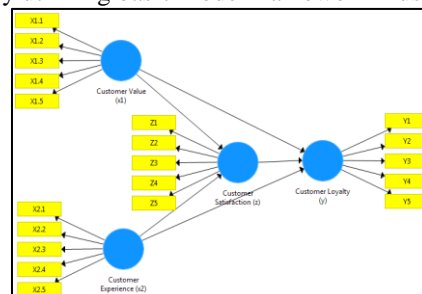 X1.1
X1.2
X1.3
X1.4
X1.5
Customer Value
(x1)
Z1
Z2
Z3
Z4
Z5
Customer
Satisfaction (z)
Customer Loyalty
(y)
Y1
Y2
Y3
Y4
Y5
X2.1
X2.2
X2.3
X2.4
X2.5
Customer
Experience (x2)